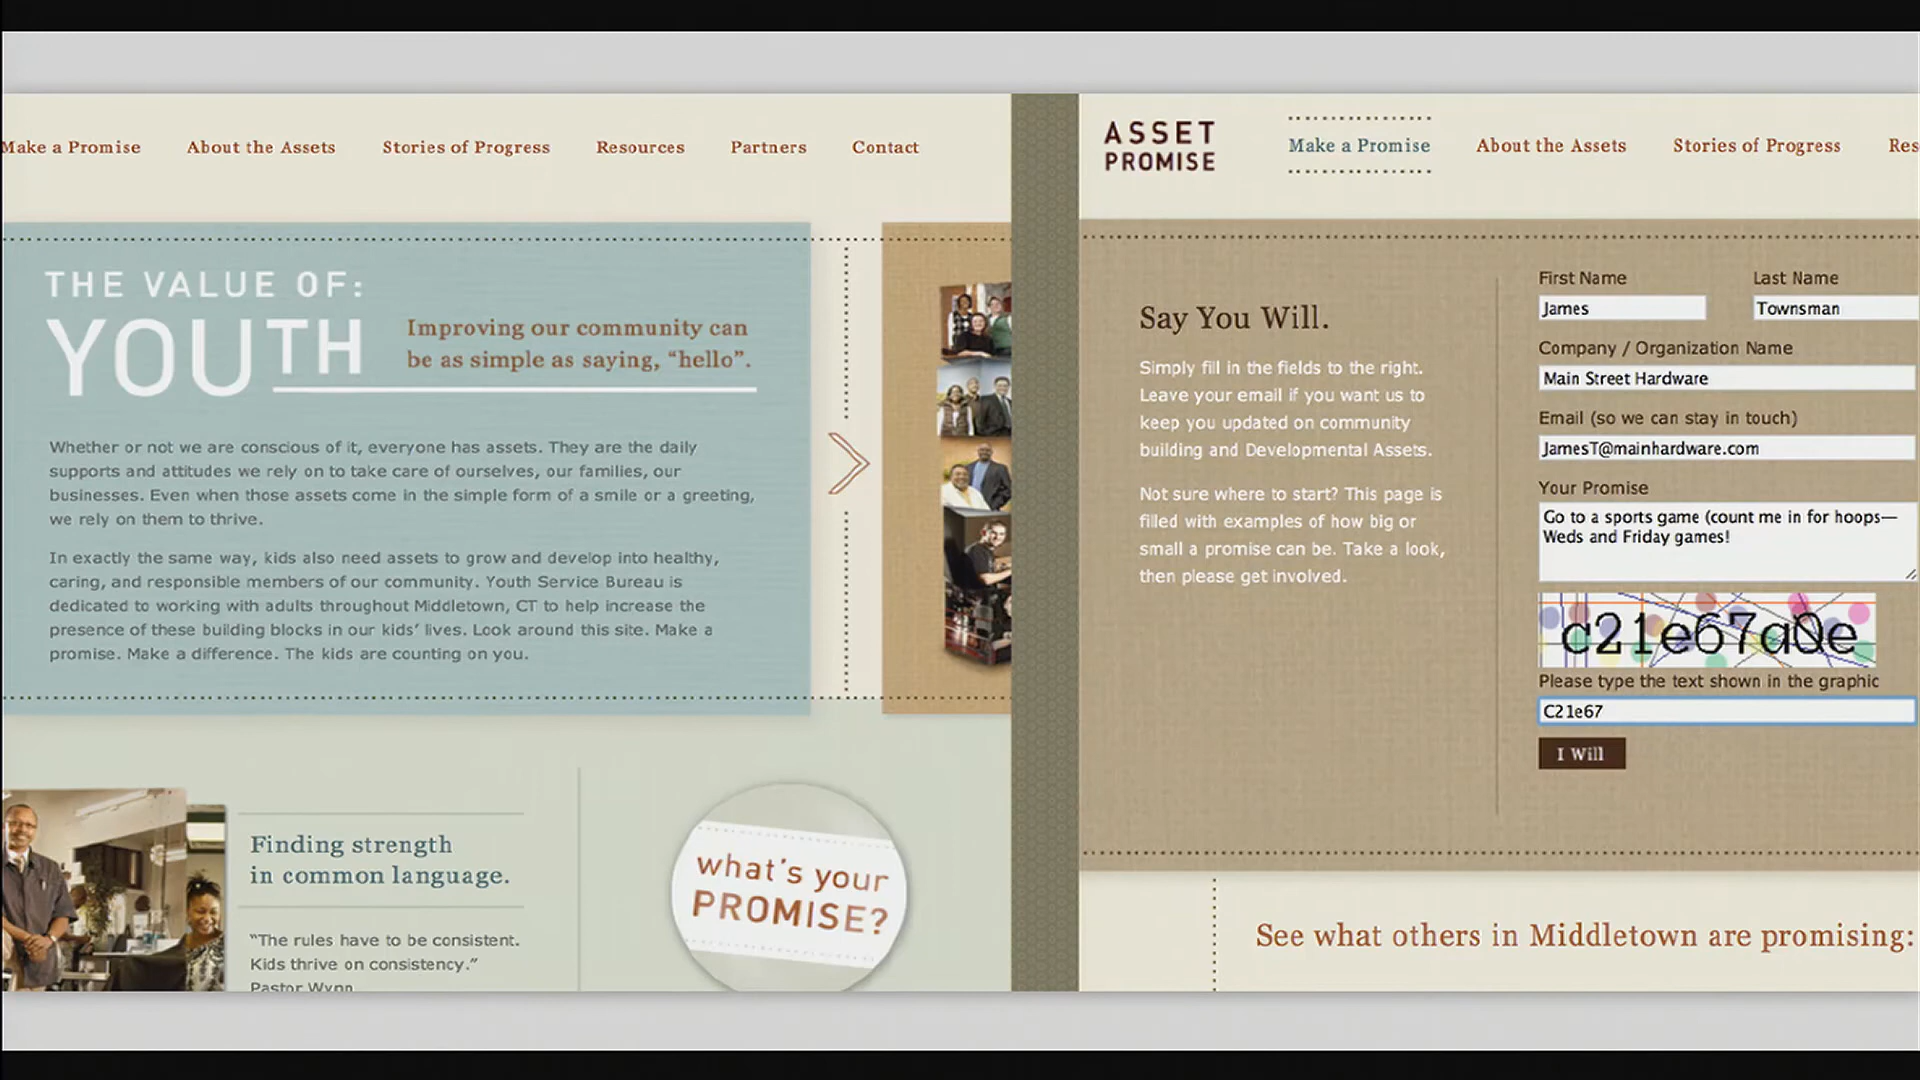 Make a Promise
About the Assets
Stories of Progress
Resources
Partners
Contact
THE VALUE OF:
YOUTH
Improving our community can
be as simple as saying, “hello”.
Whether or not we are conscious of it, everyone has assets. They are the daily
supports and attitudes we rely on to take care of ourselves, our families, our
businesses. Even when those assets come in the simple form of a smile or a greeting,
we rely on them to thrive.
In exactly the same way, kids also need assets to grow and develop into healthy,
caring, and responsible members of our community. Youth Service Bureau is
dedicated to working with adults throughout Middletown, CT to help increase the
presence of these building blocks in our kids’ lives. Look around this site. Make a
promise. Make a difference. The kids are counting on you.
Finding strength
in common language.
“The rules have to be consistent.
Kids thrive on consistency.”
Pastor Wynn
what’s your
PROMISE?
ASSET
PROMISE
Make a Promise
About the Assets
Stories of Progress
Res
Say You Will.
Simply fill in the fields to the right.
Leave your email if you want us to
keep you updated on community
building and Developmental Assets.
Not sure where to start? This page is
filled with examples of how big or
small a promise can be. Take a look,
then please get involved.
First Name
Last Name
James
Townsman
Company / Organization Name
Main Street Hardware
Email (so we can stay in touch)
JamesT@mainhardware.com
Your Promise
Go to a sports game (count me in for hoops—
Weds and Friday games!
c21e67a0e
Please type the text shown in the graphic
C21e67
I Will
See what others in Middletown are promising: